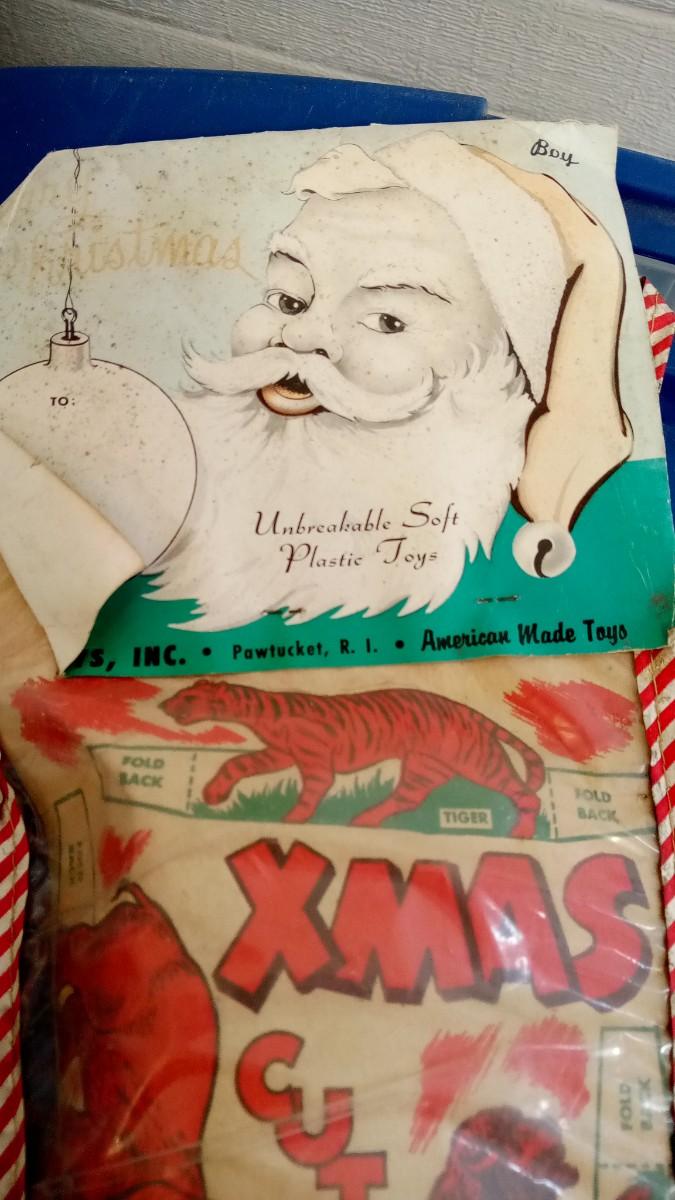 Boy
Christmas
TO:
Unbreakable Soft
Plastic Toys
YS, INC. • Pawtucket, R. I. • American Made Toys
FOLD
BACK
TIGER
FOLD
BACK
XMAS
CUT
FOLD
BACK